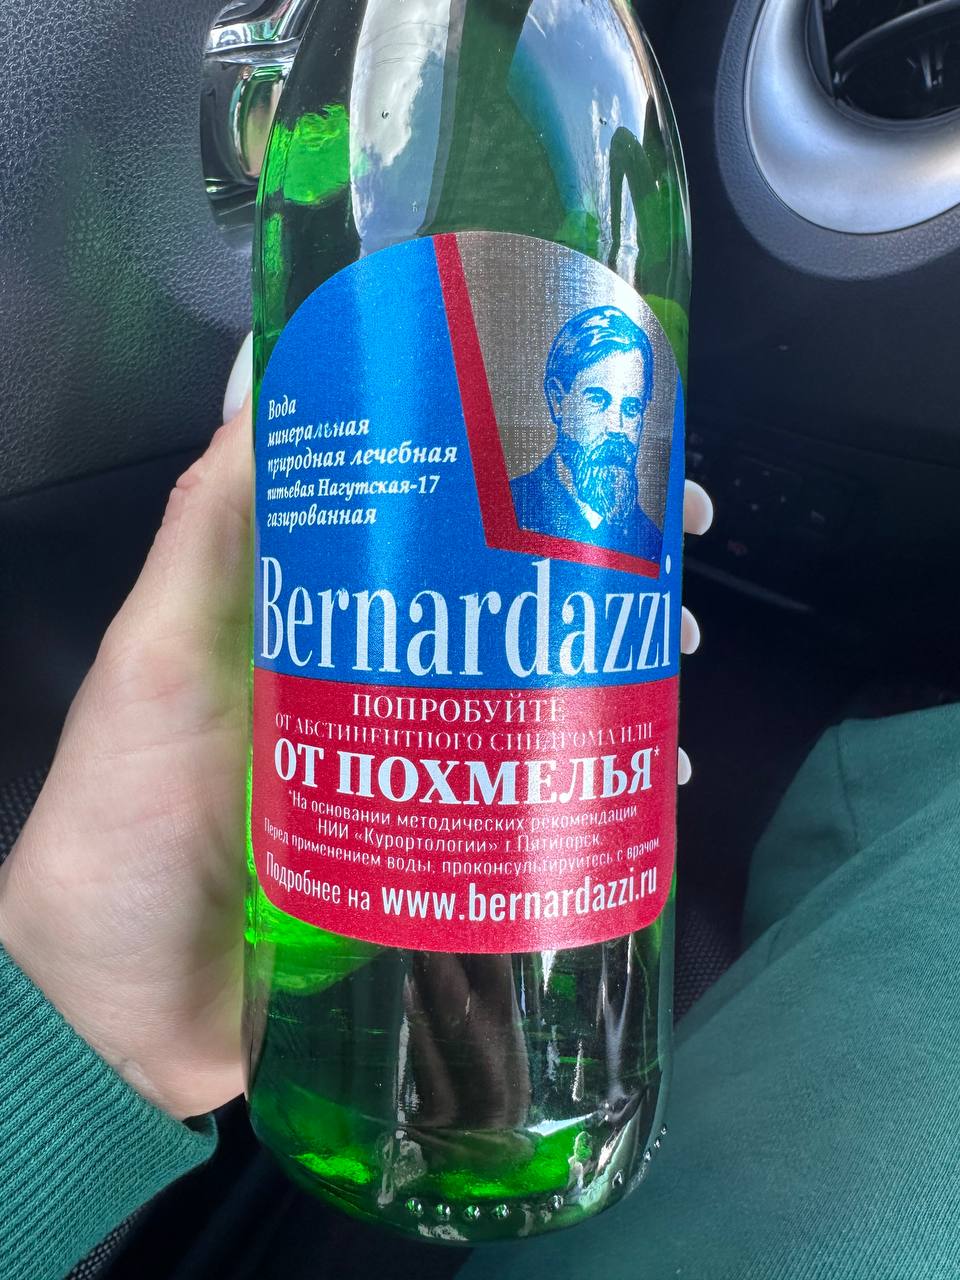 Вода
минеральная
природная лечебная
питьевая Нагутская-17
газированная
Bernardazzi
ПОПРОБУЙТЕ
ОТ АБСТИНЕНТНОГО СИНДРОМА ИЛИ
ОТ ПОХМЕЛЬЯ*
*На основании методических рекомендации
НИИ «Курортологии» г.Пятигорск.
Перед применением воды, проконсультируйтесь с врачом.
Подробнее на www.bernardazzi.ru